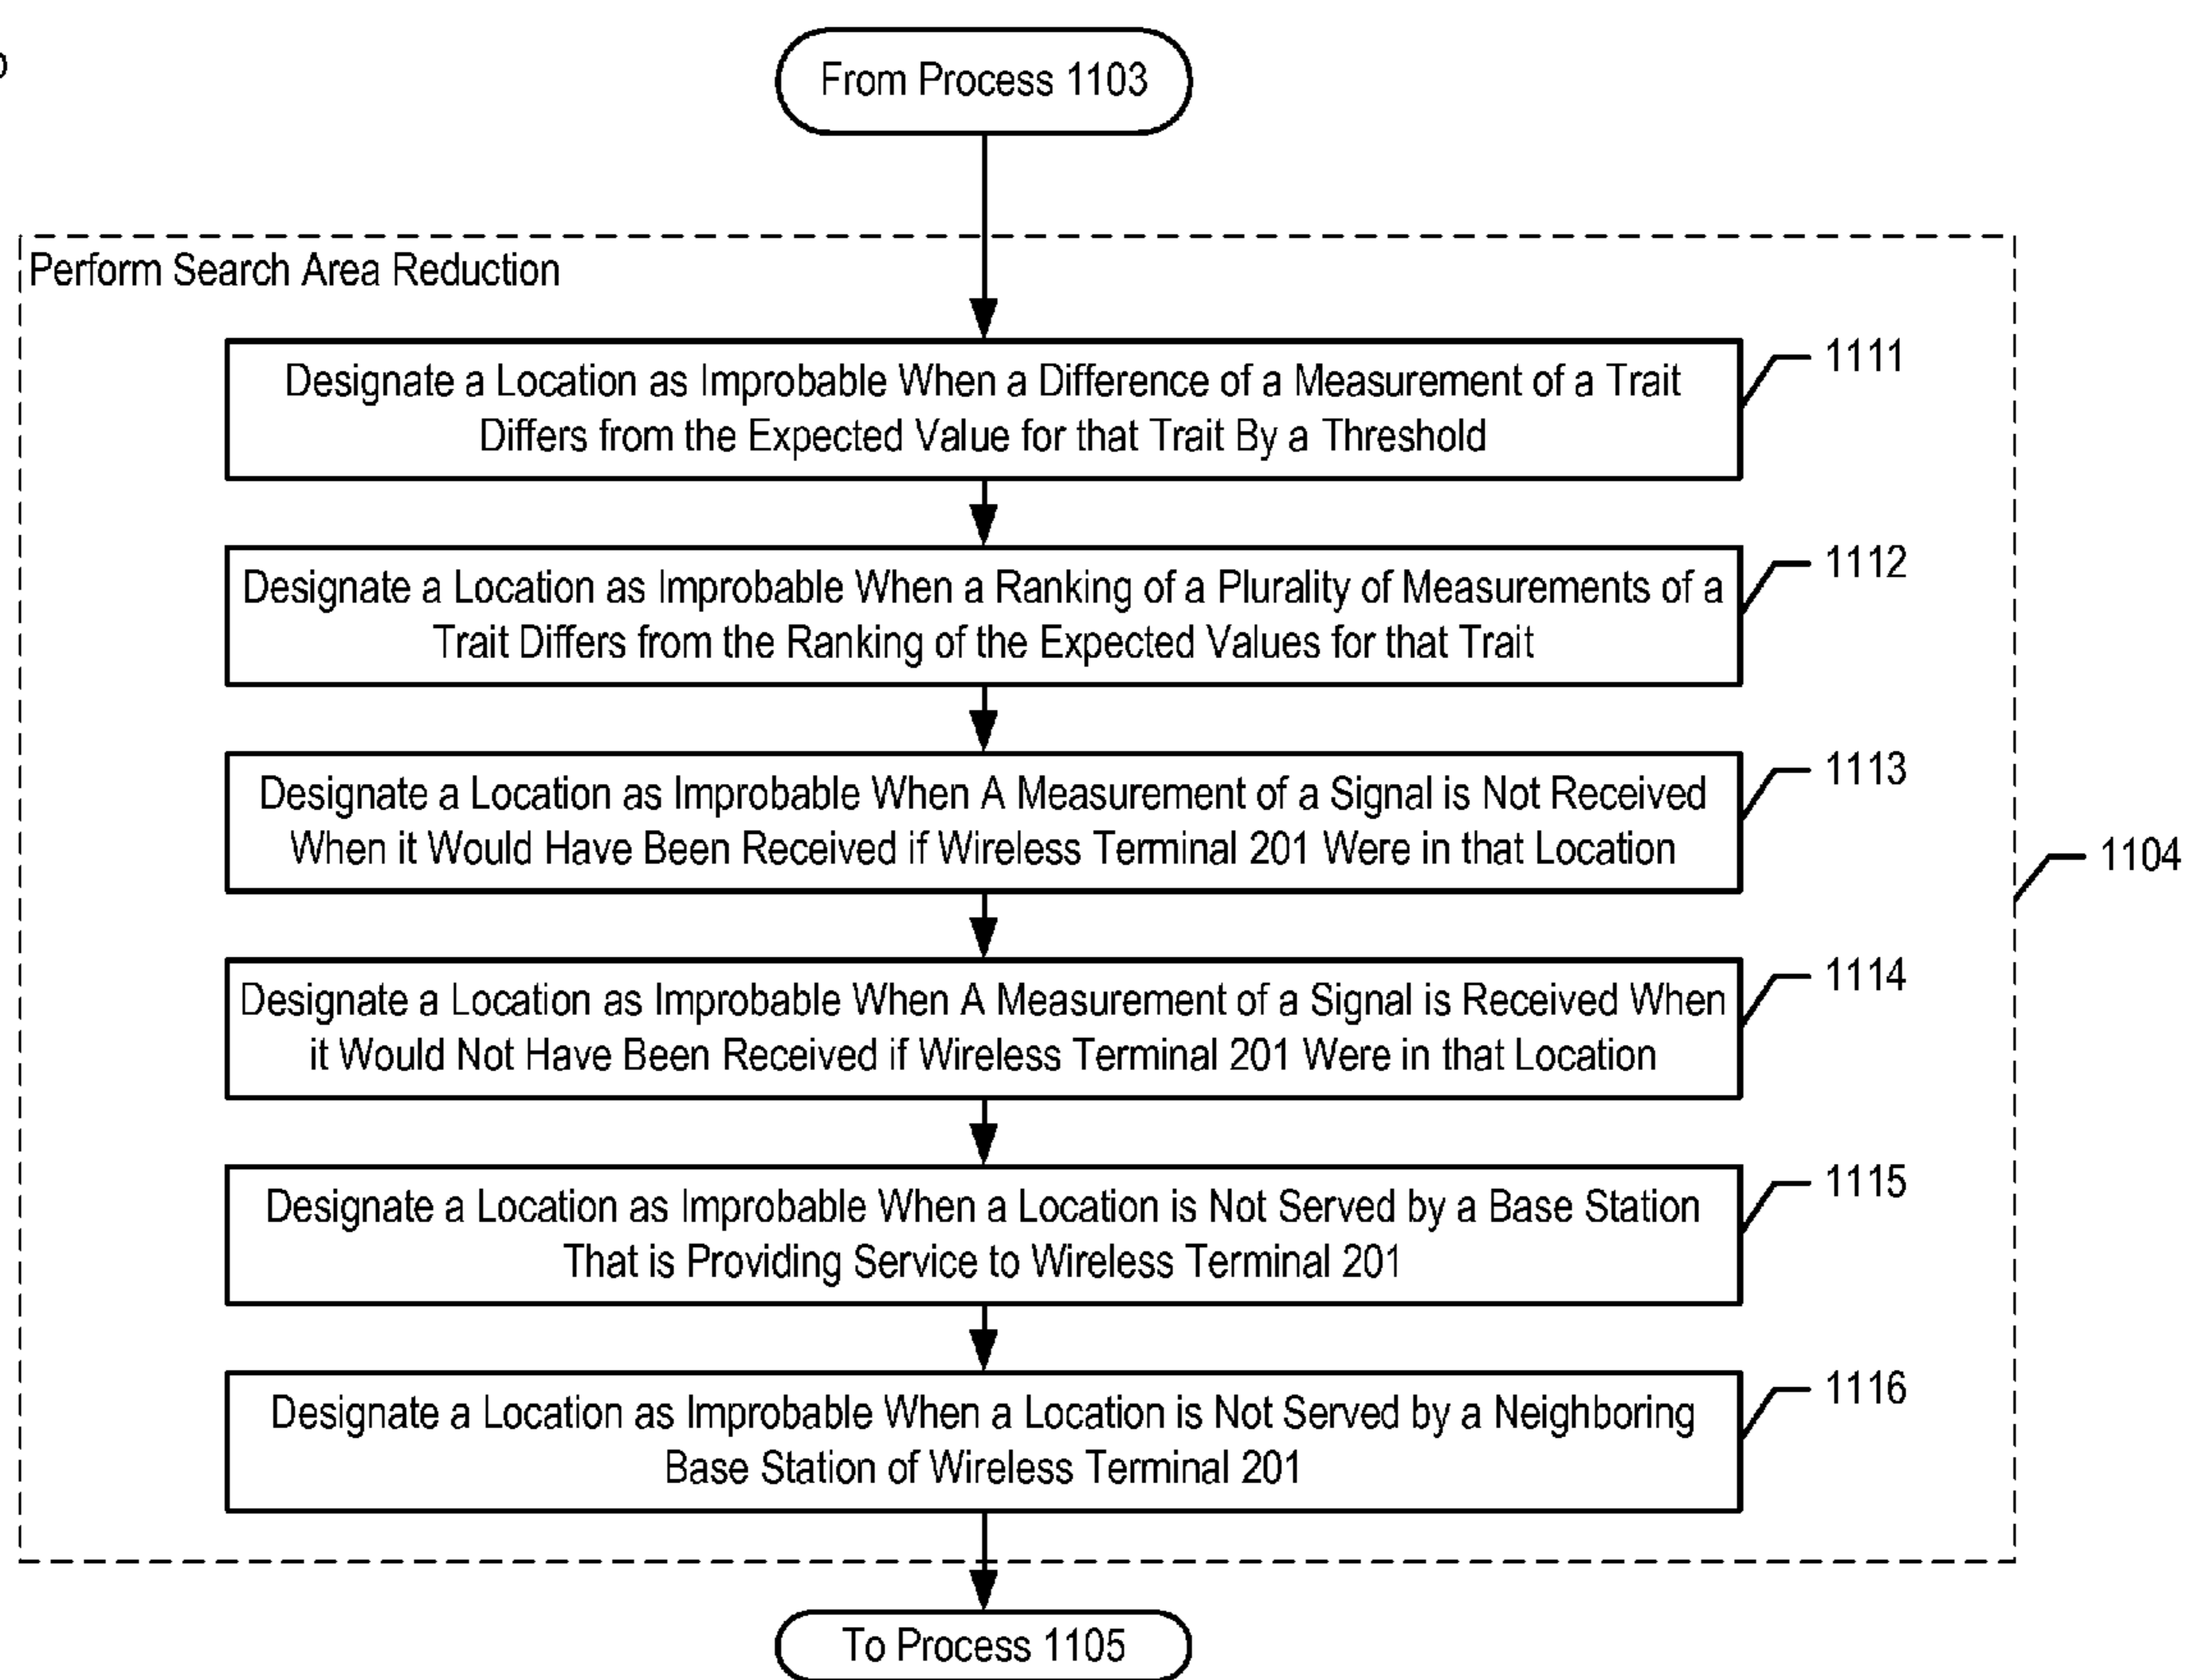 From Process 1103
Perform Search Area Reduction
Designate a Location as Improbable When a Difference of a Measurement of a Trait
Differs from the Expected Value for that Trait By a Threshold
1111
Designate a Location as Improbable When a Ranking of a Plurality of Measurements of a
Trait Differs from the Ranking of the Expected Values for that Trait
1112
Designate a Location as Improbable When A Measurement of a Signal is Not Received
When it Would Have Been Received if Wireless Terminal 201 Were in that Location
1113
1104
Designate a Location as Improbable When A Measurement of a Signal is Received When
it Would Not Have Been Received if Wireless Terminal 201 Were in that Location
1114
Designate a Location as Improbable When a Location is Not Served by a Base Station
That is Providing Service to Wireless Terminal 201
1115
Designate a Location as Improbable When a Location is Not Served by a Neighboring
Base Station of Wireless Terminal 201
1116
To Process 1105